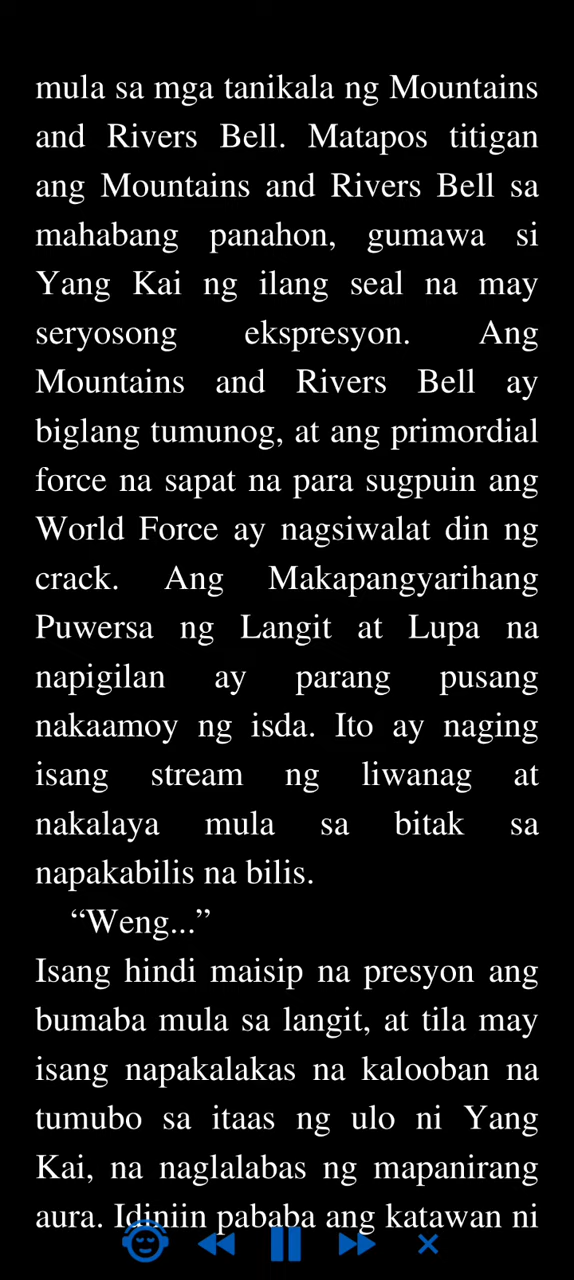 mula sa mga tanikala ng Mountains
and Rivers Bell. Matapos titigan
ang Mountains and Rivers Bell sa
mahabang panahon, gumawa si
Yang Kai ng ilang seal na may
seryosong ekspresyon. Ang
Mountains and Rivers Bell ay
biglang tumunog, at ang primordial
force na sapat na para sugpuin ang
World Force ay nagsiwalat din ng
crack. Ang Makapangyarihang
Puwersa ng Langit at Lupa na
napigilan ay parang pusang
nakaamoy ng isda. Ito ay naging
isang stream ng liwanag at
nakalaya mula sa bitak sa
napakabilis na bilis.
“Weng...”
Isang hindi maisip na presyon ang
bumaba mula sa langit, at tila may
isang napakalakas na kalooban na
tumubo sa itaas ng ulo ni Yang
Kai, na naglalabas ng mapanirang
aura. Idiniin pababa ang katawan ni